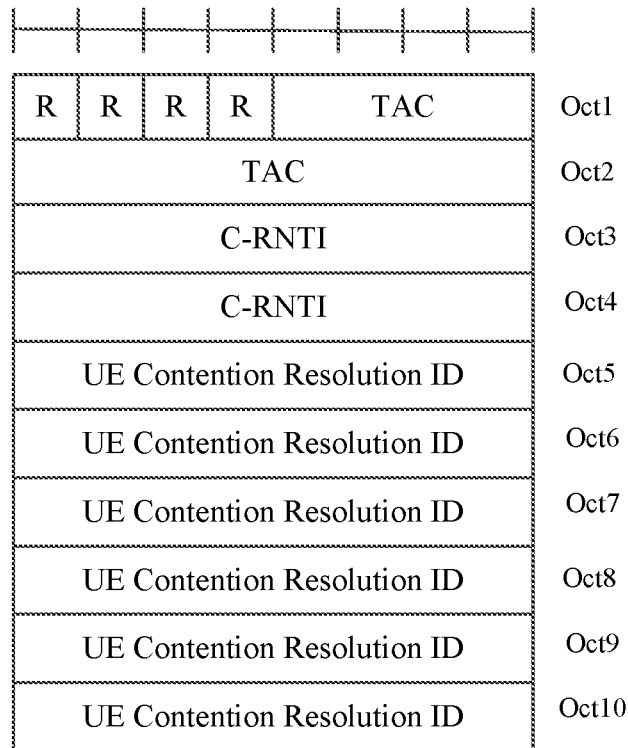 R R R R TAC Oct1
TAC Oct2
C-RNTI Oct3
C-RNTI Oct4
UE Contention Resolution ID Oct5
UE Contention Resolution ID Oct6
UE Contention Resolution ID Oct7
UE Contention Resolution ID Oct8
UE Contention Resolution ID Oct9
UE Contention Resolution ID Oct10